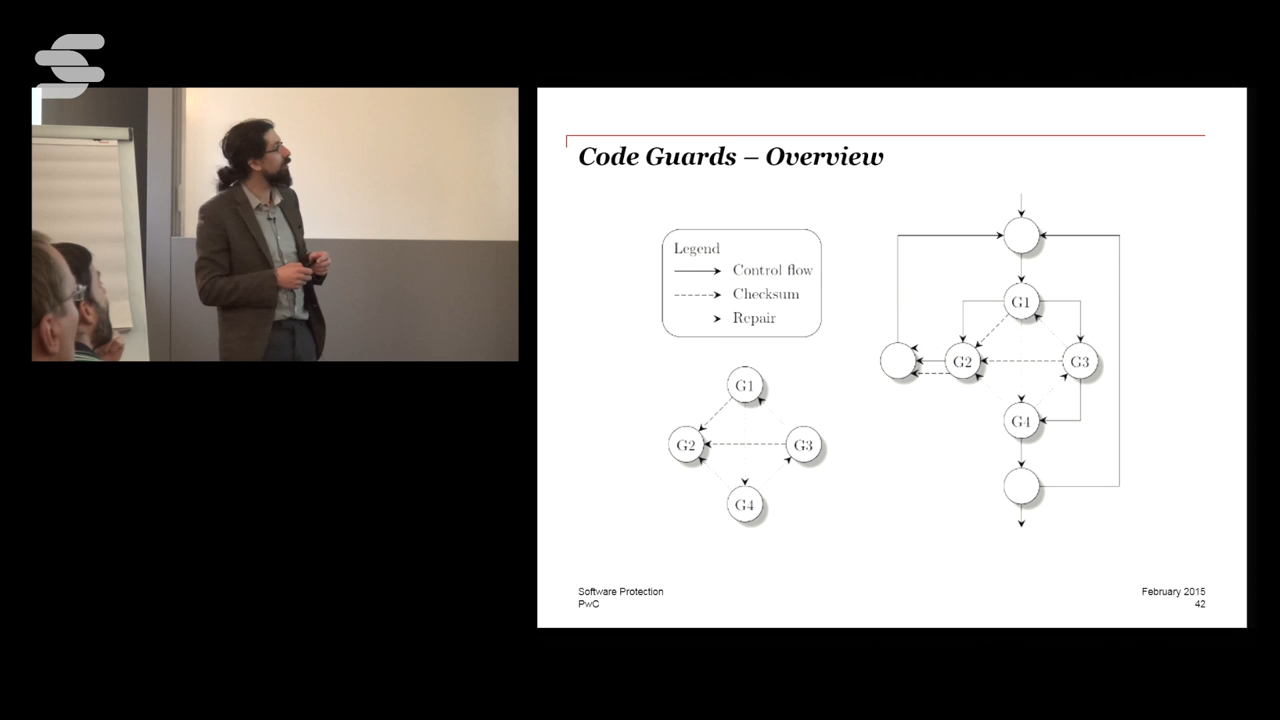 Code Guards – Overview
Legend
Control flow
Checksum
Repair
G1
G2
G3
G4
G1
G2
G3
G4
Software Protection
PwC
February 2015
42